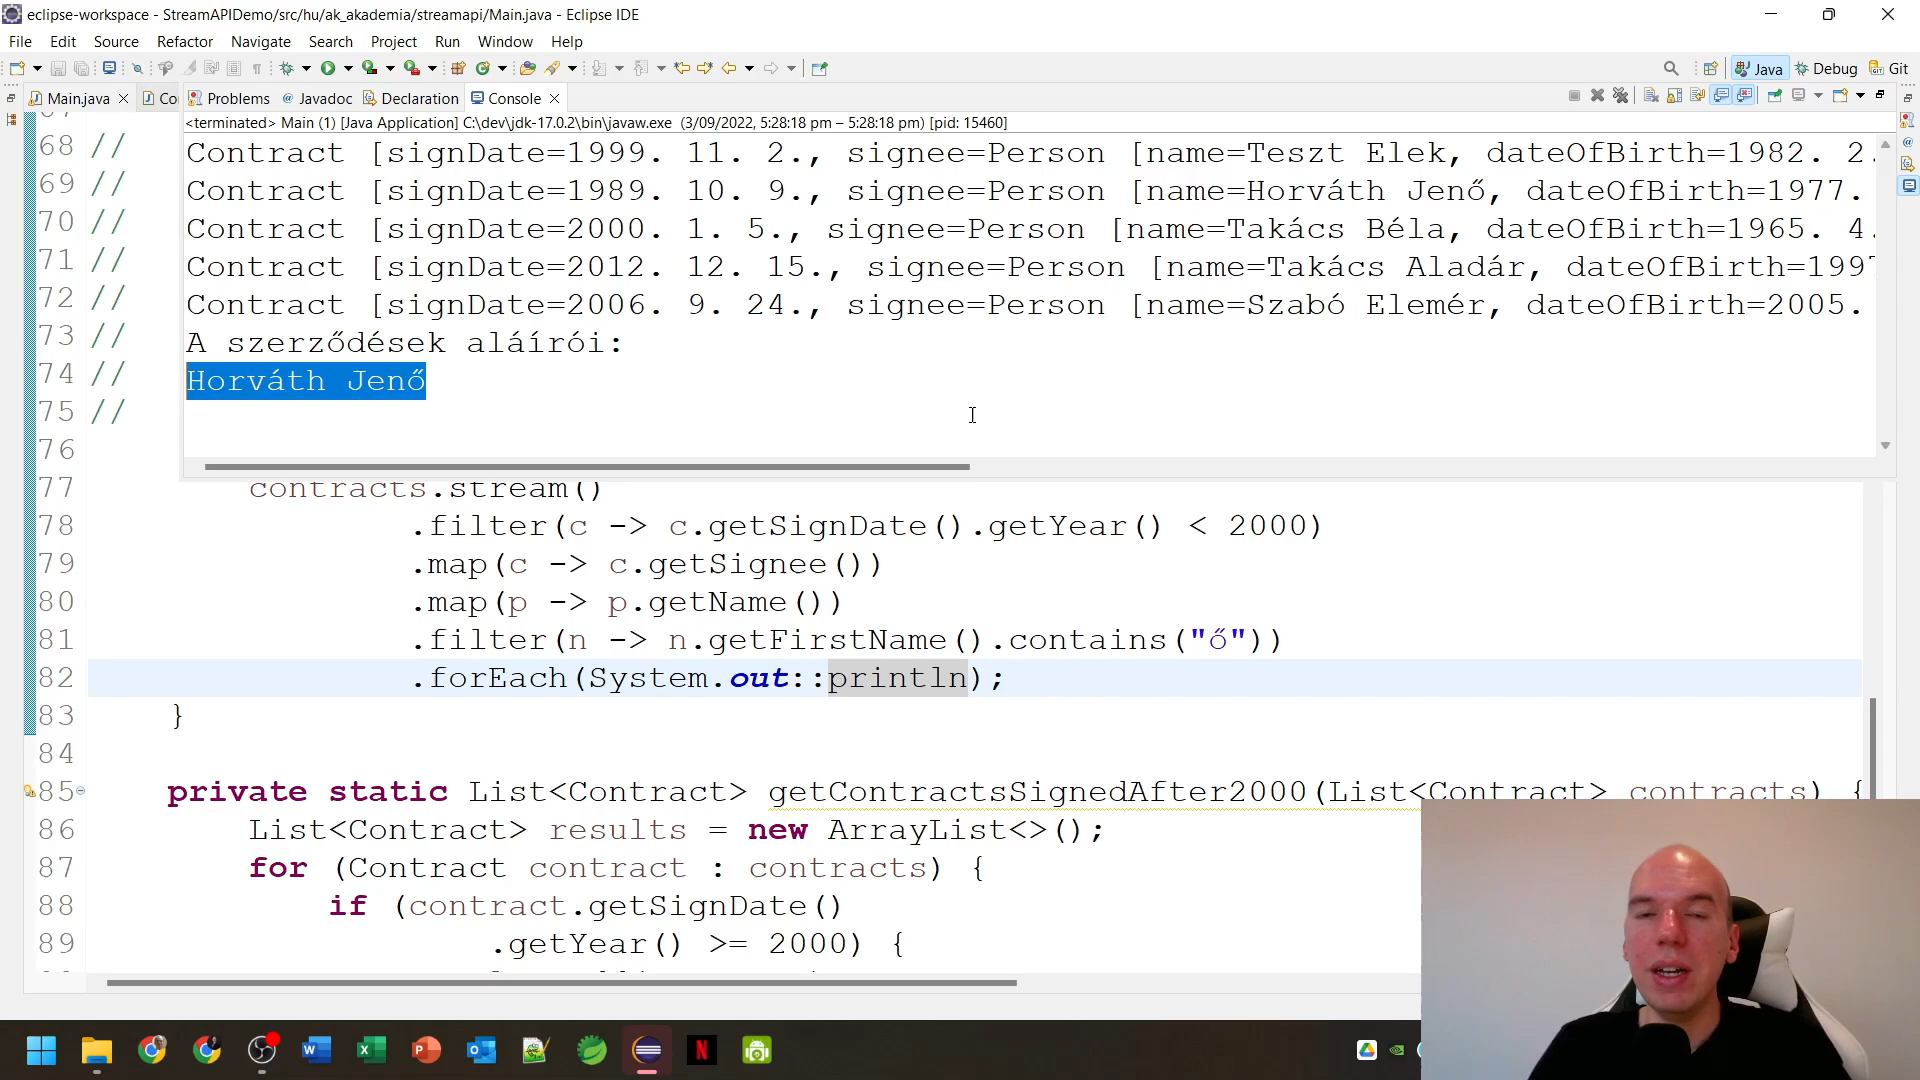 eclipse-workspace - StreamAPIDemo/src/hu/ak_akademia/streamapi/Main.java - Eclipse IDE
File Edit Source Refactor Navigate Search Project Run Window Help
Java Debug Git
Main.java Co Problems Javadoc Declaration Console
<terminated> Main (1) [Java Application] C:\dev\jdk-17.0.2\bin\javaw.exe (3/09/2022, 5:28:18 pm – 5:28:18 pm) [pid: 15460]
68 // Contract [signDate=1999. 11. 2., signee=Person [name=Teszt Elek, dateOfBirth=1982. 2.
69 // Contract [signDate=1989. 10. 9., signee=Person [name=Horváth Jenő, dateOfBirth=1977.
70 // Contract [signDate=2000. 1. 5., signee=Person [name=Takács Béla, dateOfBirth=1965. 4.
71 // Contract [signDate=2012. 12. 15., signee=Person [name=Takács Aladár, dateOfBirth=1997
72 // Contract [signDate=2006. 9. 24., signee=Person [name=Szabó Elemér, dateOfBirth=2005.
73 // A szerződések aláírói:
74 // Horváth Jenő
75 //
76
77 contracts.stream()
78 .filter(c -> c.getSignDate().getYear() < 2000)
79 .map(c -> c.getSignee())
80 .map(p -> p.getName())
81 .filter(n -> n.getFirstName().contains("ő"))
82 .forEach(System.out::println);
83 }
84
85 private static List<Contract> getContractsSignedAfter2000(List<Contract> contracts) {
86 List<Contract> results = new ArrayList<>();
87 for (Contract contract : contracts) {
88 if (contract.getSignDate()
89 .getYear() >= 2000) {